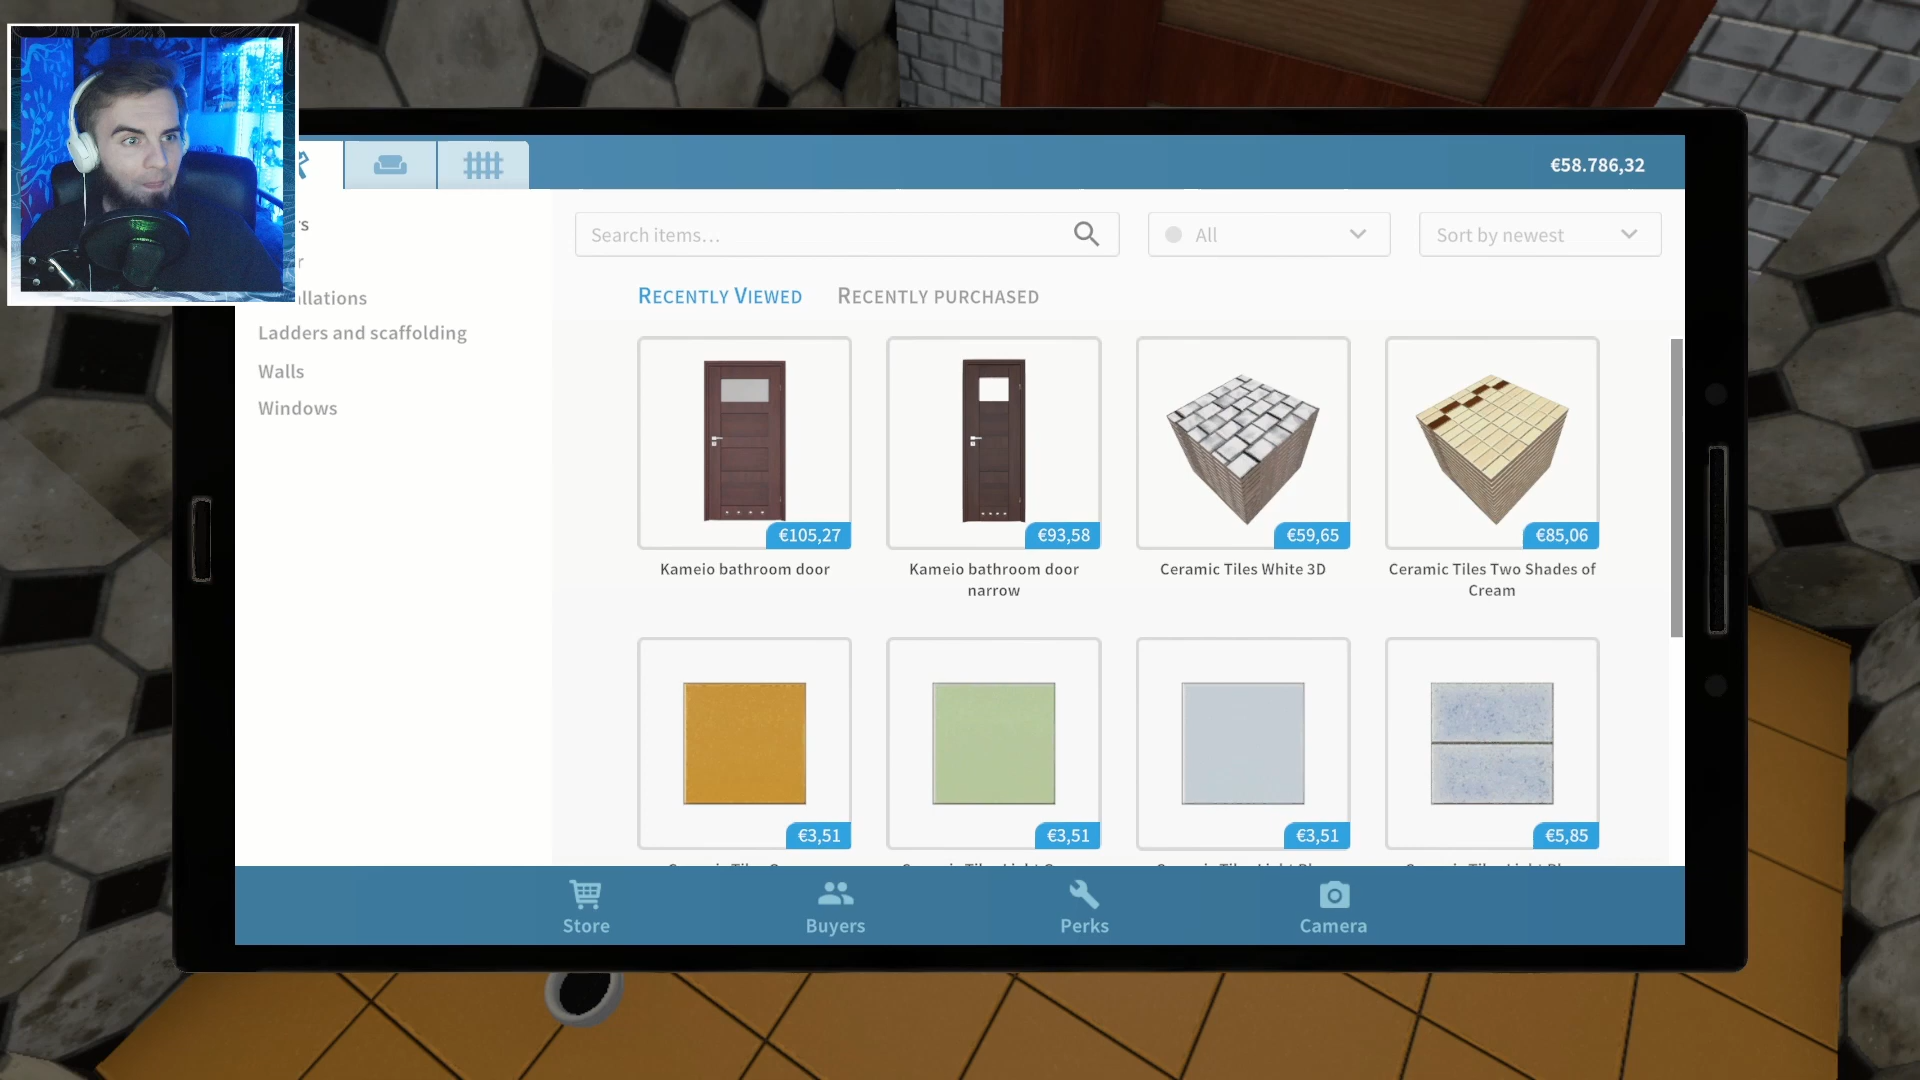 €58.786,32
Search items...
All
Sort by newest
llations
Ladders and scaffolding
Walls
Windows
RECENTLY VIEWED
RECENTLY PURCHASED
€105,27
€93,58
€59,65
€85,06
Kameio bathroom door
Kameio bathroom door
narrow
Ceramic Tiles White 3D
Ceramic Tiles Two Shades of
Cream
€3,51
€3,51
€3,51
€5,85
Store
Buyers
Perks
Camera